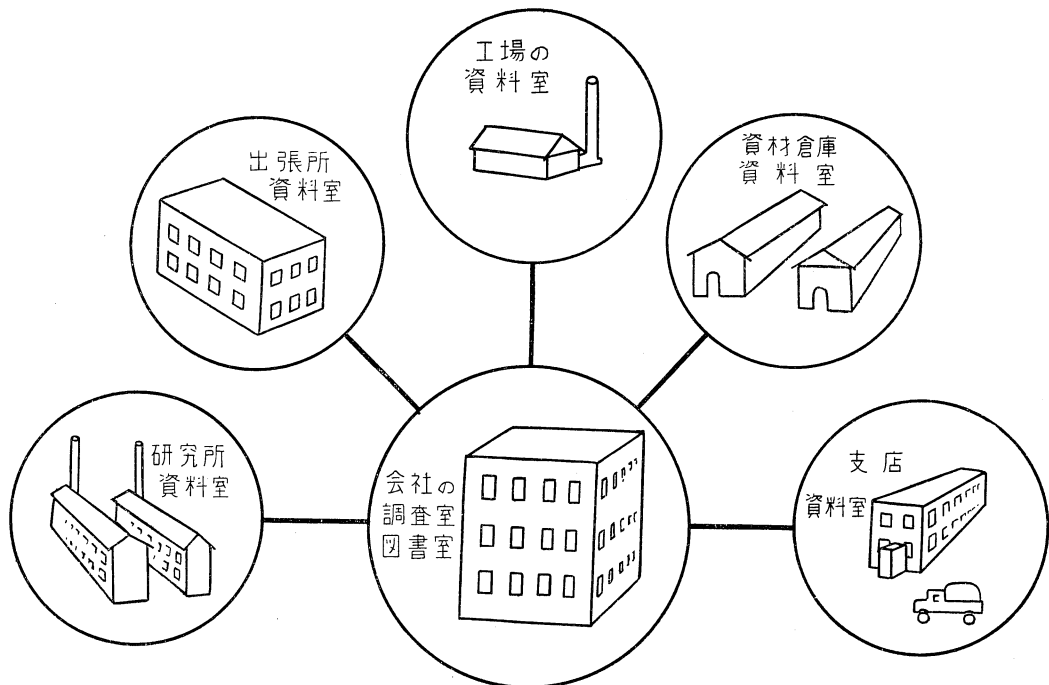 工場の
資料室
出張所
資料室
資材倉庫
資料室
研究所
資料室
会社の
調査室
図書室
支店
資料室